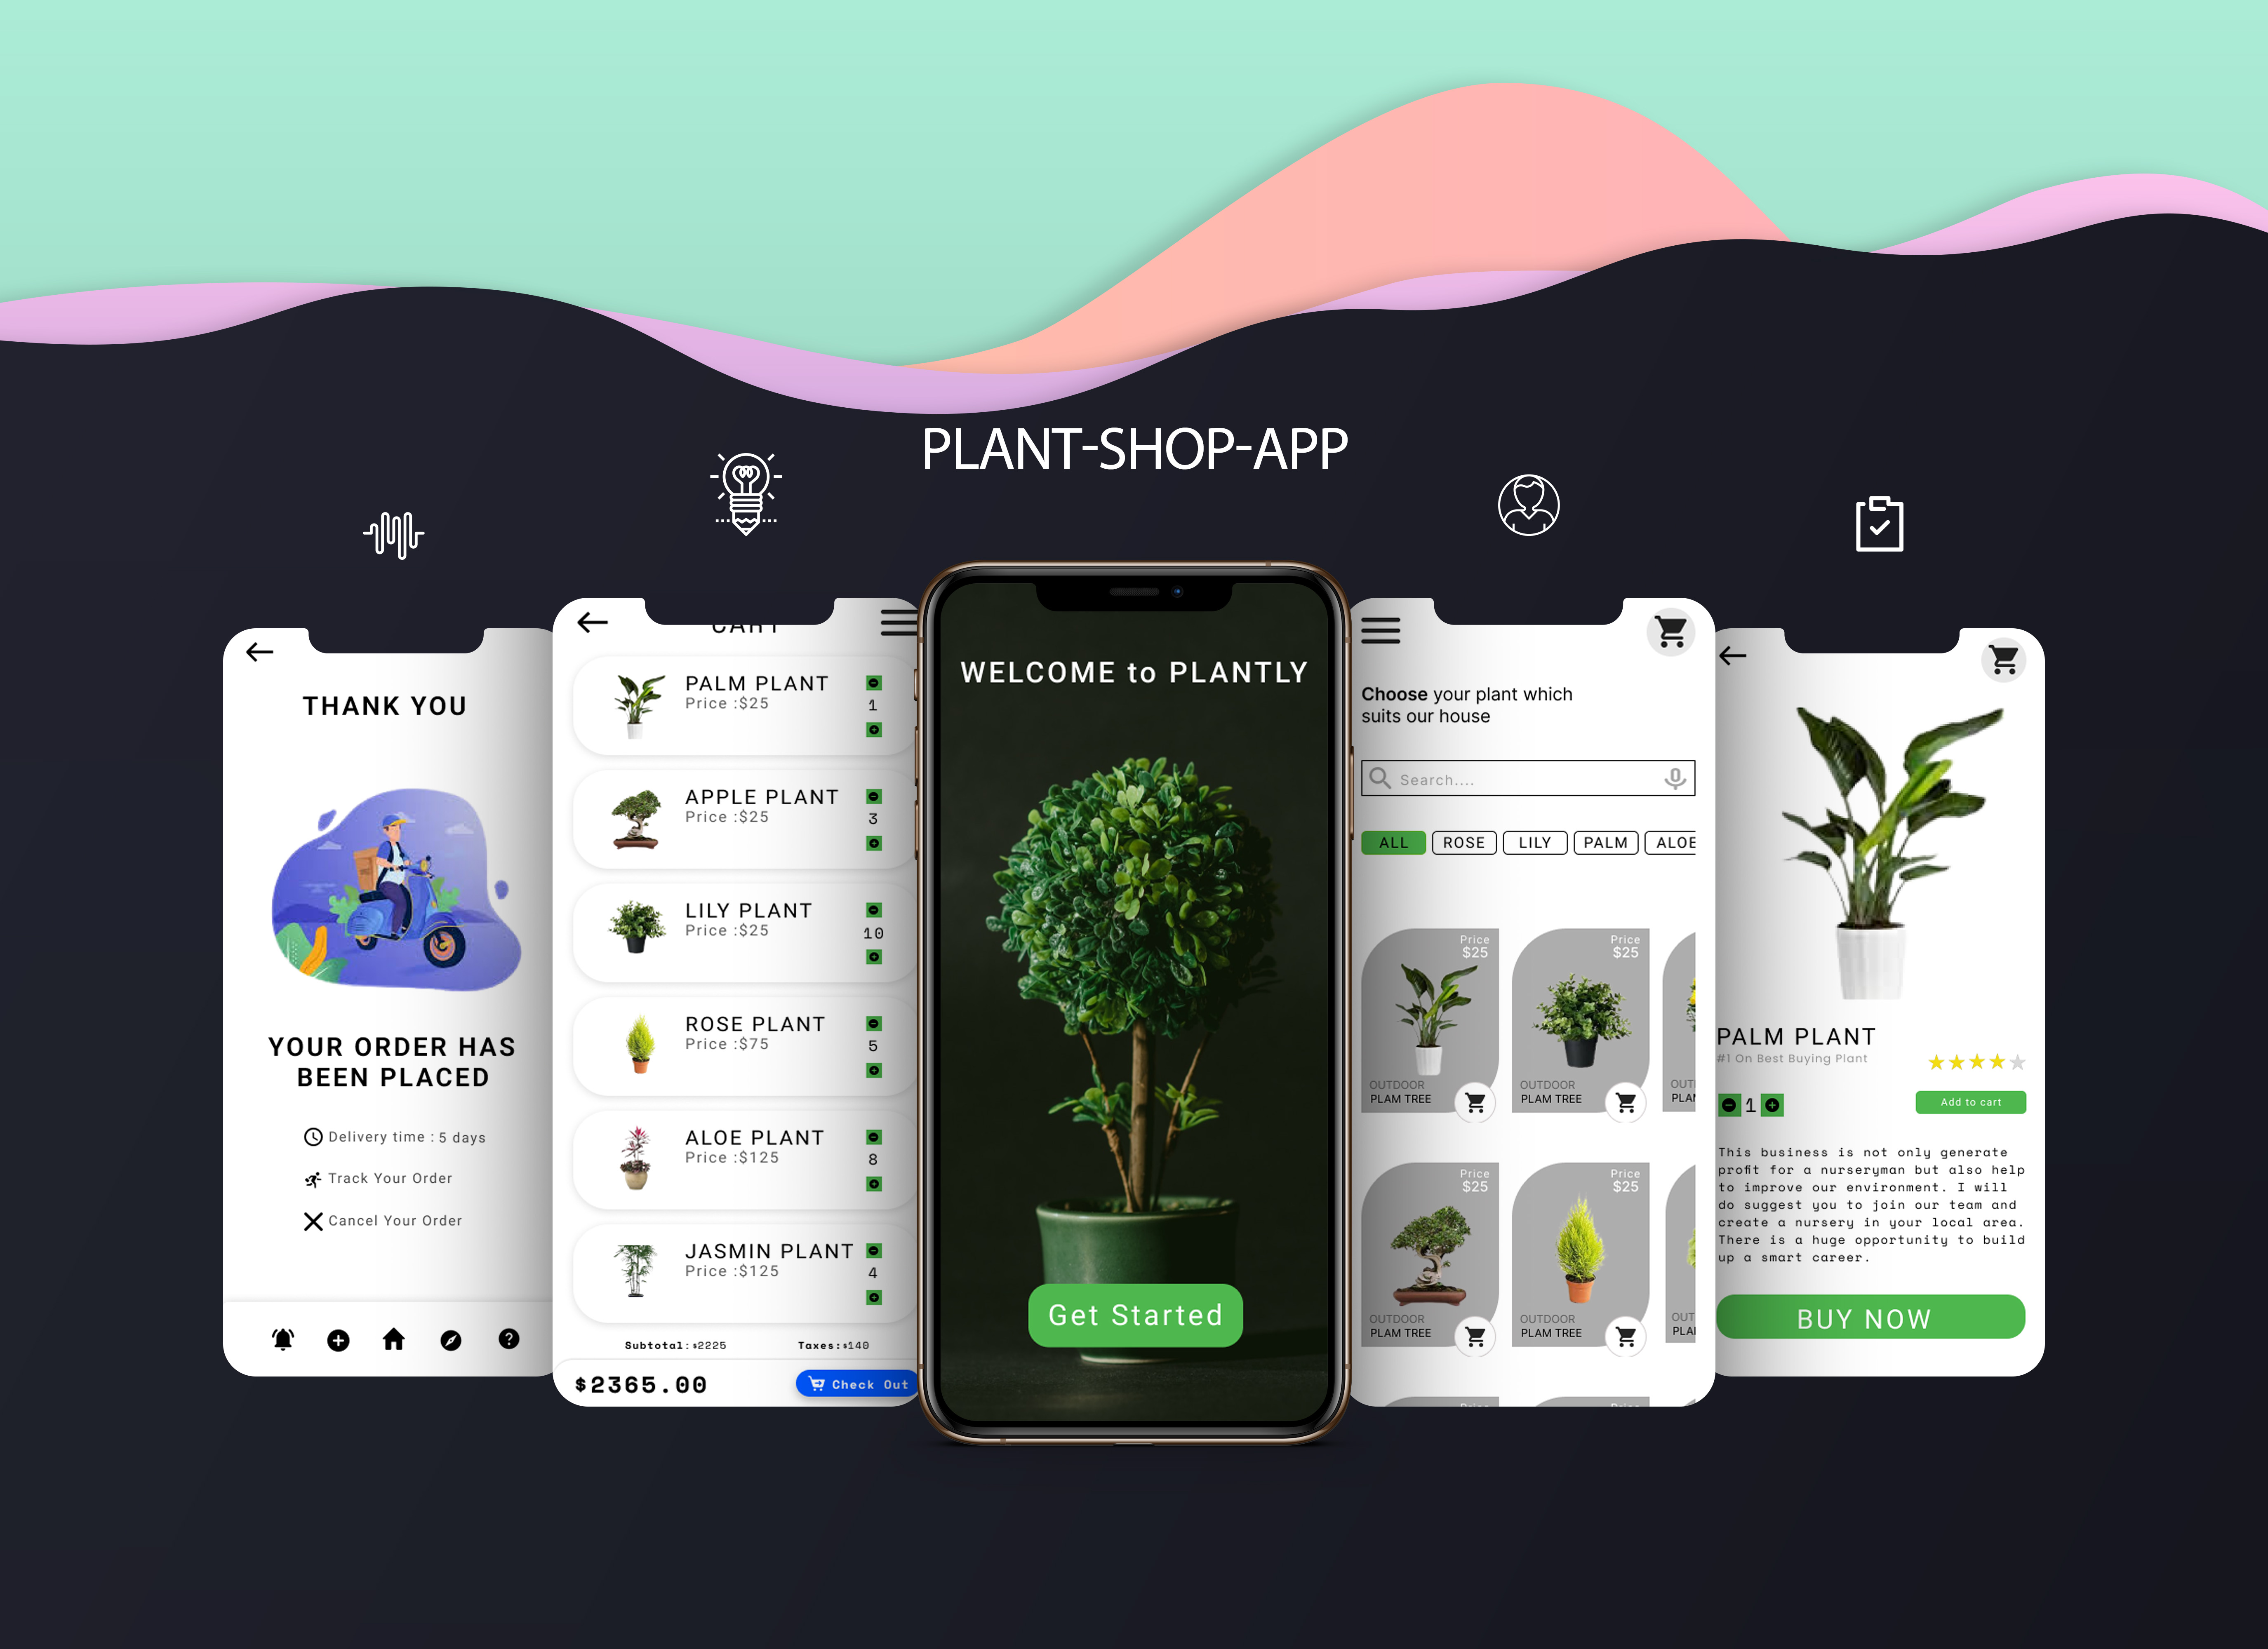 PLANT-SHOP-APP
THANK YOU
YOUR ORDER HAS
BEEN PLACED
Delivery time : 5 days
Track Your Order
Cancel Your Order
CART
PALM PLANT
Price :$25
1
APPLE PLANT
Price :$25
3
LILY PLANT
Price :$25
10
ROSE PLANT
Price :$75
5
ALOE PLANT
Price :$125
8
JASMIN PLANT
Price :$125
4
Subtotal:$2225 Taxes:$140
$2365.00 Check Out
WELCOME to PLANTLY
Get Started
Choose your plant which
suits our house
Search....
ALL ROSE LILY PALM ALOE
Price
$25
OUTDOOR
PLAM TREE
Price
$25
OUTDOOR
PLAM TREE
Price
$25
OUTDOOR
PLAM TREE
Price
$25
OUTDOOR
PLAM TREE
PALM PLANT
#1 On Best Buying Plant
1 Add to cart
This business is not only generate
profit for a nurseryman but also help
to improve our environment. I will
do suggest you to join our team and
create a nursery in your local area.
There is a huge opportunity to build
up a smart career.
BUY NOW